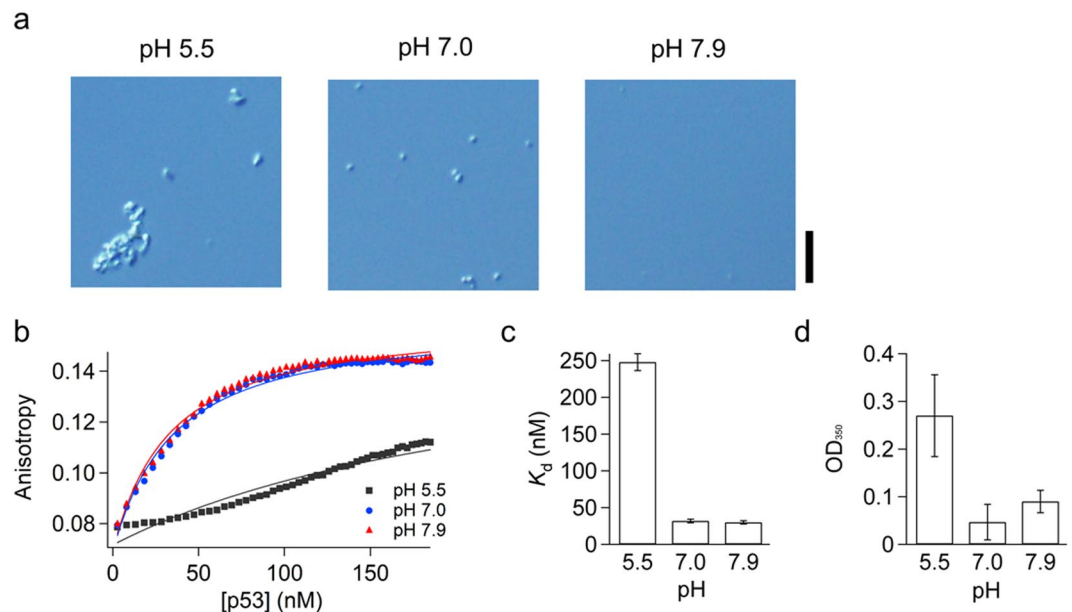 a
pH 5.5 pH 7.0 pH 7.9
b
Anisotropy
0.14
0.12
0.10
0.08
pH 5.5
pH 7.0
pH 7.9
0 50 100 150
[p53] (nM)
c
Kd (nM)
250
200
150
100
50
0
5.5 7.0 7.9
pH
d
OD350
0.4
0.3
0.2
0.1
0
5.5 7.0 7.9
pH